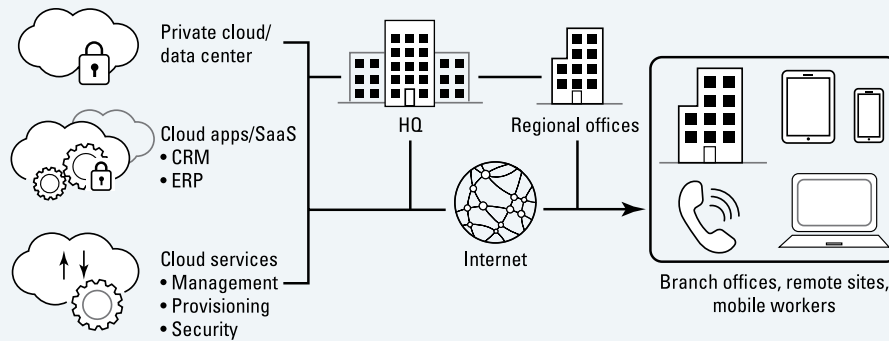 Private cloud/
data center
HQ
Regional offices
Cloud apps/SaaS
• CRM
• ERP
Internet
Cloud services
• Management
• Provisioning
• Security
Branch offices, remote sites,
mobile workers